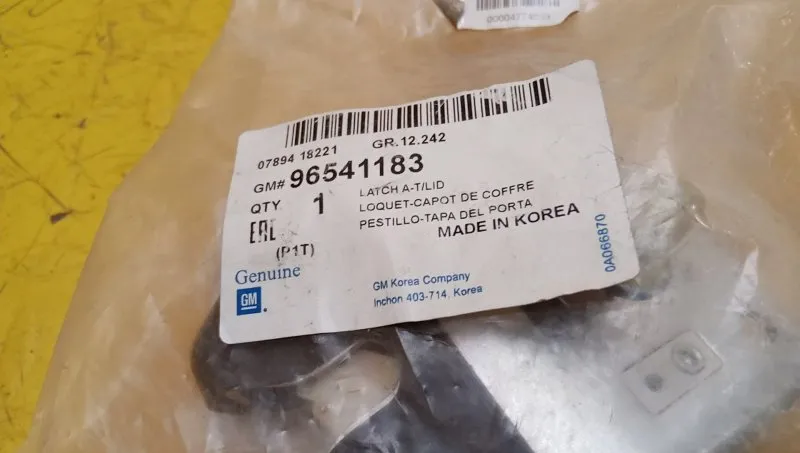 07894 18221 GR.12.242
GM# 96541183
QTY 1
LATCH A-T/LID
LOQUET-CAPOT DE COFFRE
PESTILLO-TAPA DEL PORTA
MADE IN KOREA
EAC
(P1T)
Genuine
GM
GM Korea Company
Inchon 403-714, Korea
0A066870